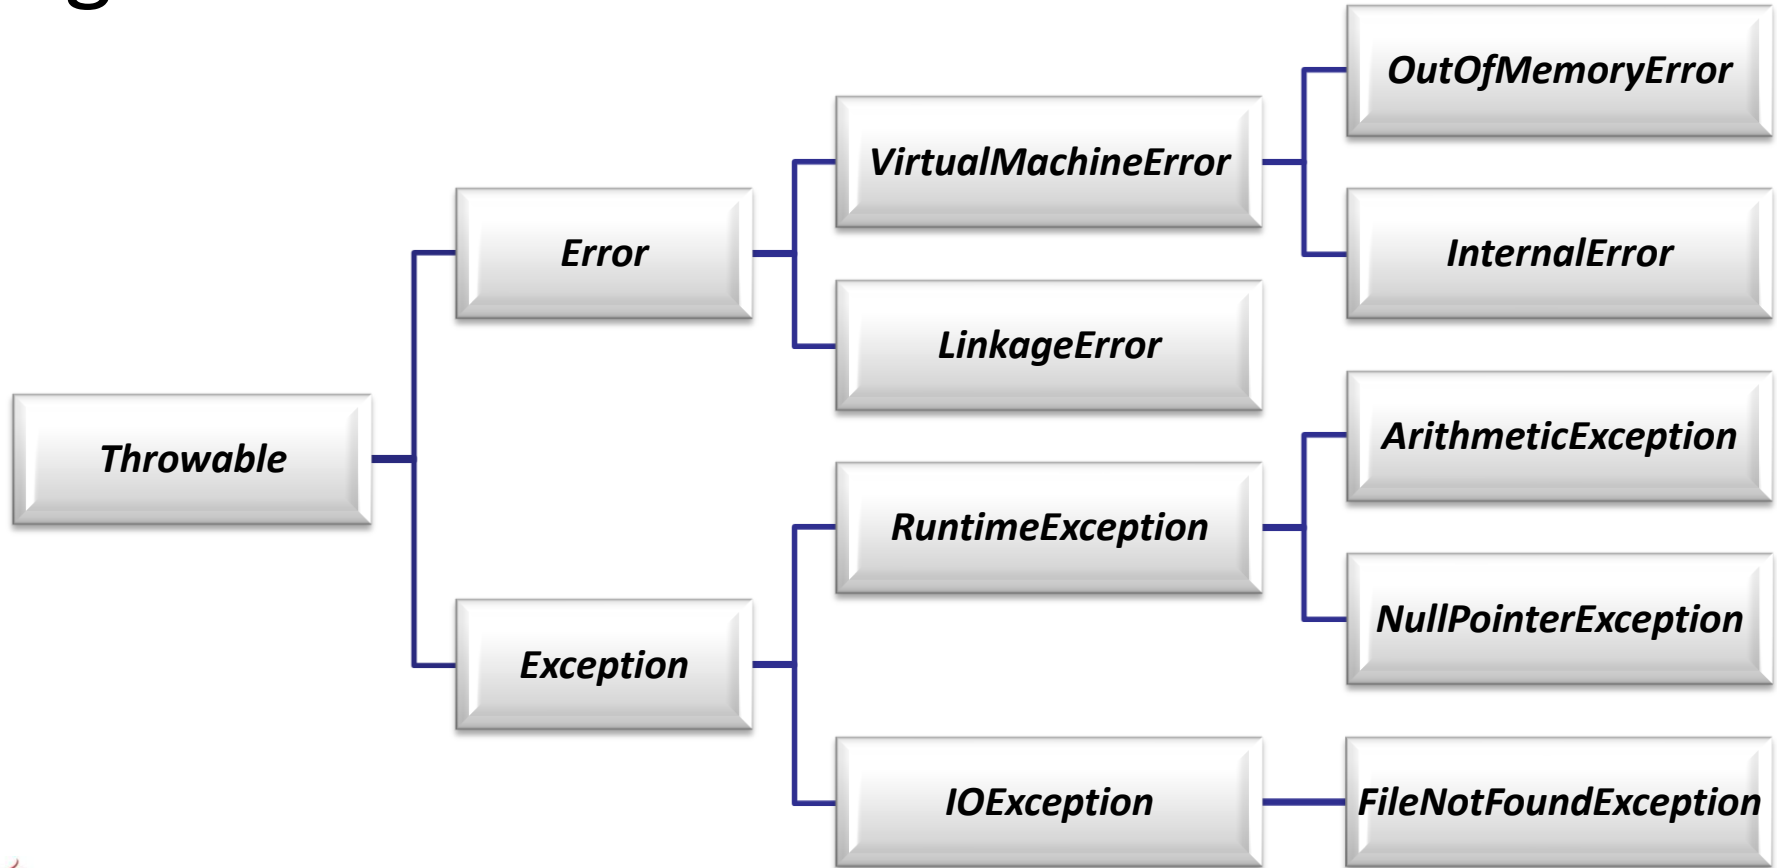 Throwable
Error
Exception
VirtualMachineError
LinkageError
RuntimeException
IOException
OutOfMemoryError
InternalError
ArithmeticException
NullPointerException
FileNotFoundException